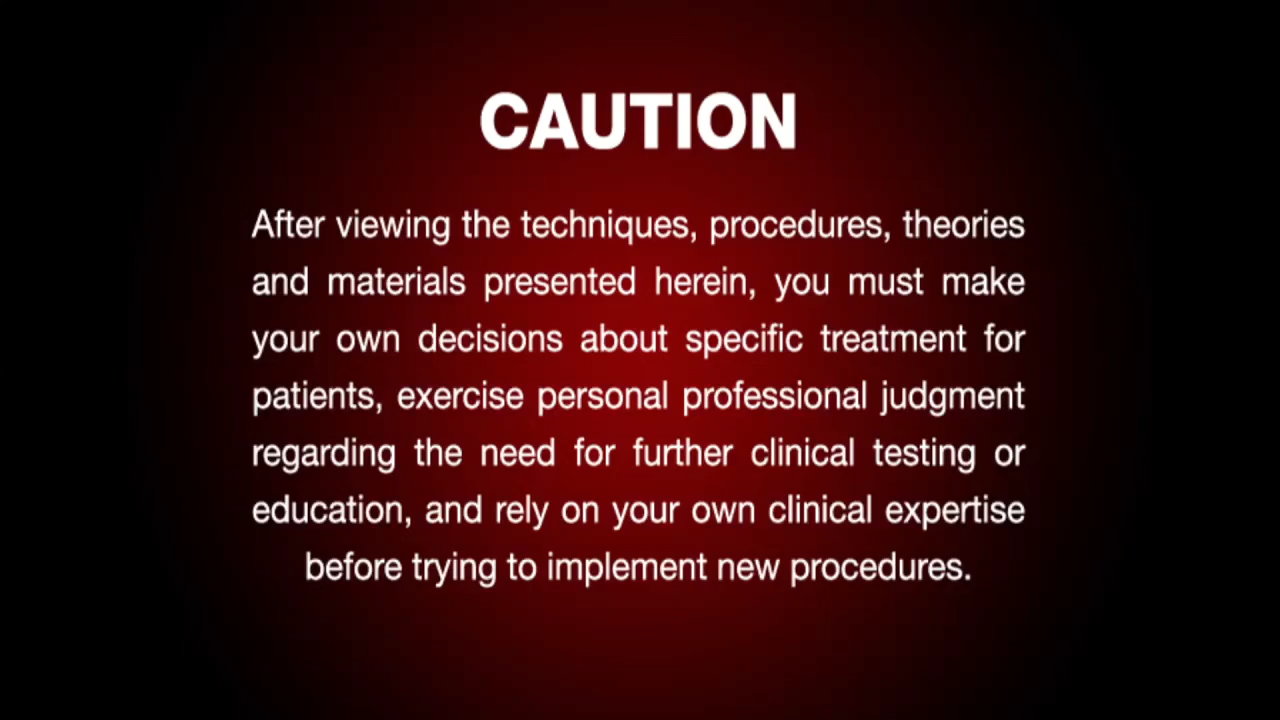 CAUTION
After viewing the techniques, procedures, theories
and materials presented herein, you must make
your own decisions about specific treatment for
patients, exercise personal professional judgment
regarding the need for further clinical testing or
education, and rely on your own clinical expertise
before trying to implement new procedures.